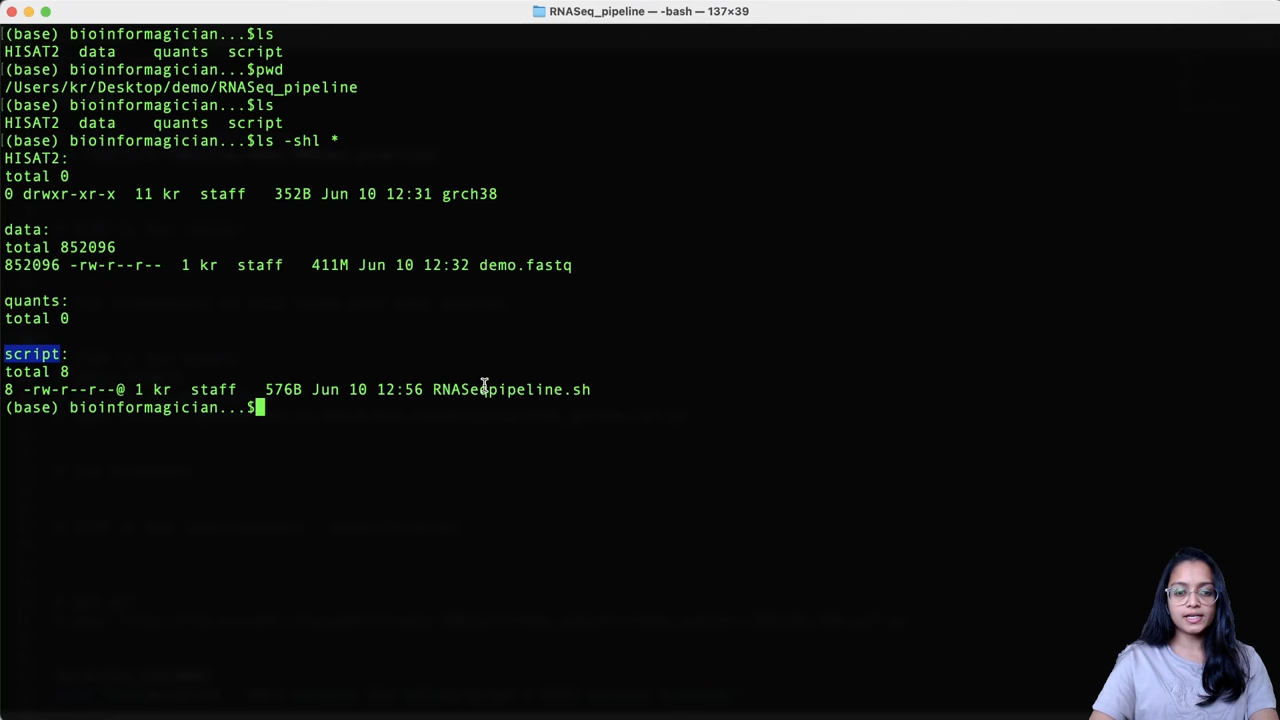 RNASeq_pipeline — -bash — 137×39
(base) bioinformagician...$ls
HISAT2  data    quants  script
(base) bioinformagician...$pwd
/Users/kr/Desktop/demo/RNASeq_pipeline
(base) bioinformagician...$ls
HISAT2  data    quants  script
(base) bioinformagician...$ls -shl *
HISAT2:
total 0
0 drwxr-xr-x  11 kr  staff   352B Jun 10 12:31 grch38
data:
total 852096
852096 -rw-r--r--  1 kr  staff   411M Jun 10 12:32 demo.fastq
quants:
total 0
script:
total 8
8 -rw-r--r--@ 1 kr  staff   576B Jun 10 12:56 RNASeqpipeline.sh
(base) bioinformagician...$